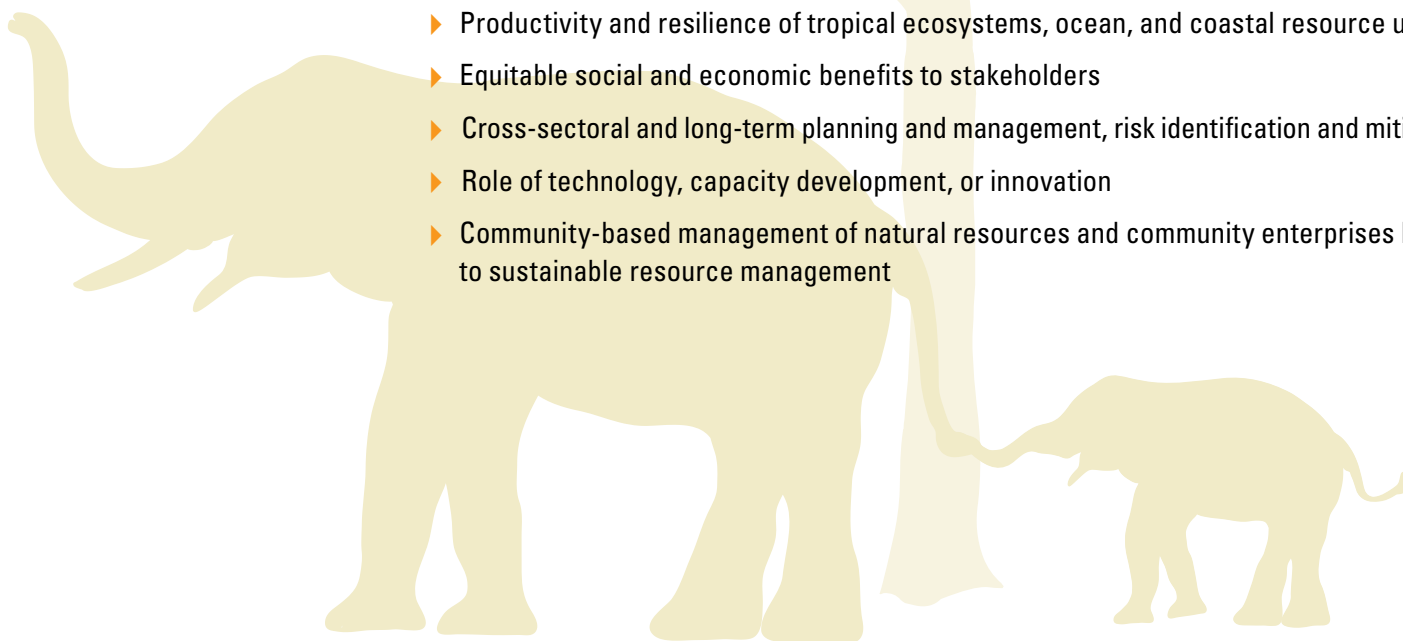 Productivity and resilience of tropical ecosystems, ocean, and coastal resource
Equitable social and economic benefits to stakeholders
Cross-sectoral and long-term planning and management, risk identification and
Role of technology, capacity development, or innovation
Community-based management of natural resources and community enterprises
to sustainable resource management